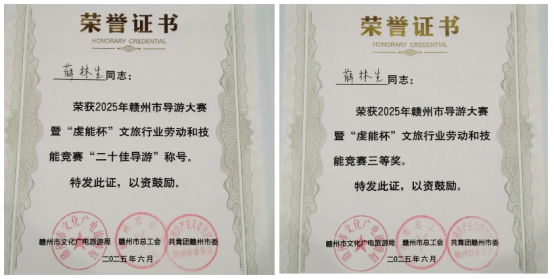 荣誉证书
HONORARY CREDENTIAL
薛林生同志：
荣获2025年赣州市导游大赛
暨“虔能杯”文旅行业劳动和技
能竞赛“二十佳导游”称号。
特发此证，以资鼓励。
赣州市文化广电旅游局 赣州市总工会 共青团赣州市委
二〇二五年六月
荣誉证书
HONORARY CREDENTIAL
薛林生同志：
荣获2025年赣州市导游大赛
暨“虔能杯”文旅行业劳动和技
能竞赛三等奖。
特发此证，以资鼓励。
赣州市文化广电旅游局 赣州市总工会 共青团赣州市委
二〇二五年六月